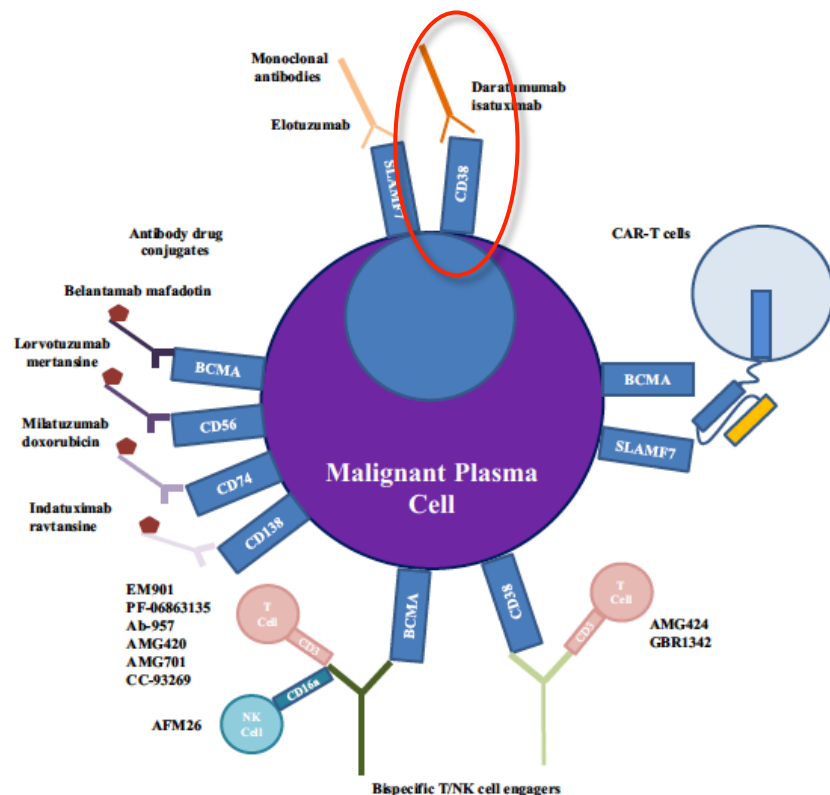 Monoclonal
antibodies
Elotuzumab
Daratumumab
isatuximab
SLAMF7
CD38
Antibody drug
conjugates
CAR-T cells
Belantamab mafadotin
Lorvotuzumab
mertansine
Milatuzumab
doxorubicin
Indatuximab
ravtansine
BCMA
CD56
CD74
CD138
BCMA
SLAMF7
Malignant Plasma
Cell
EM901
PF-06863135
Ab-957
AMG420
AMG701
CC-93269
AFM26
T
Cell
CD3
NK
Cell
CD16a
BCMA
CD38
T
Cell
CD3
AMG424
GBR1342
Bispecific T/NK cell engagers